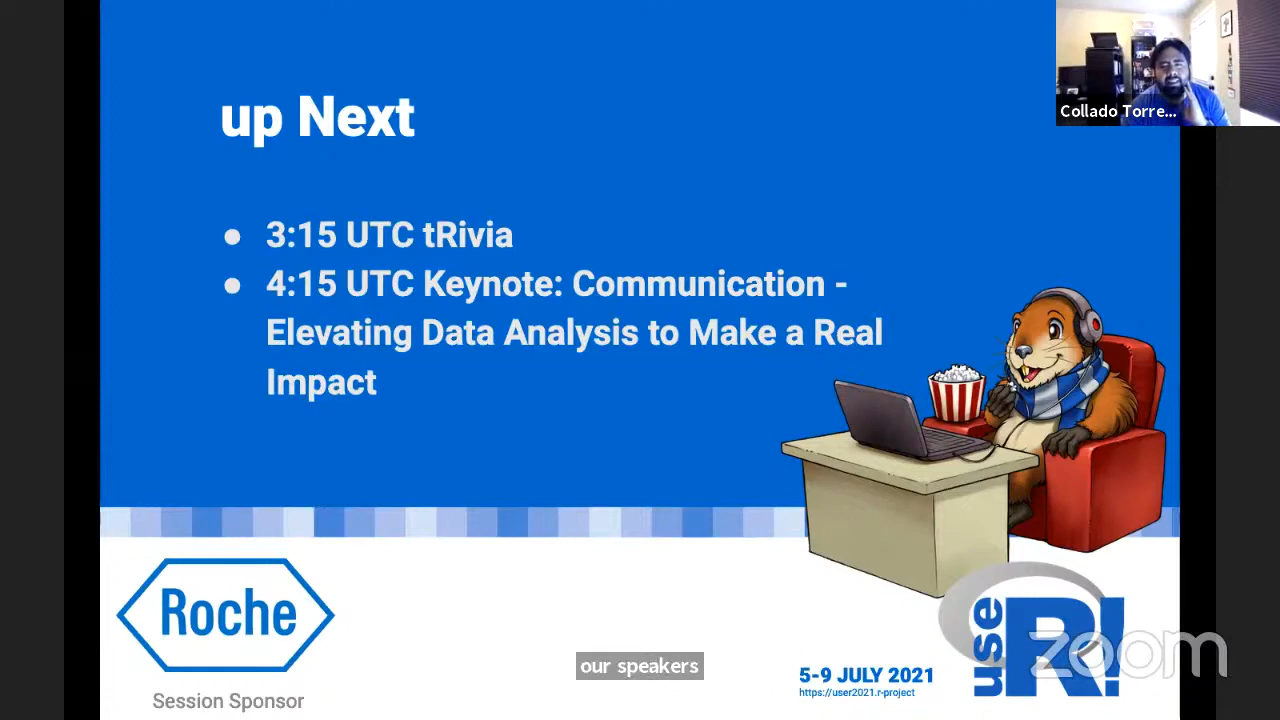 up Next
Collado Torre...
● 3:15 UTC tRivia
● 4:15 UTC Keynote: Communication -
Elevating Data Analysis to Make a Real
Impact
Roche
Session Sponsor
our speakers
5-9 JULY 2021
https://user2021.r-project
use R!
zoom